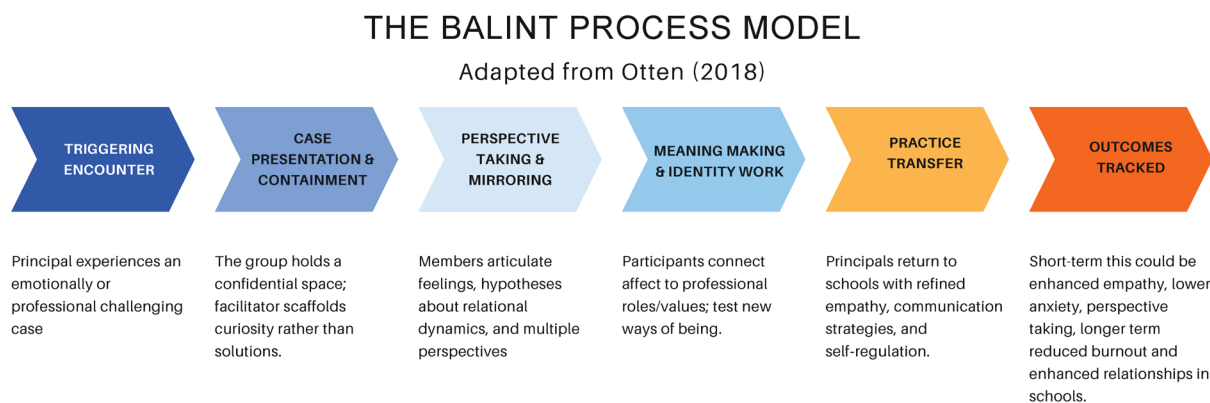 THE BALINT PROCESS MODEL
Adapted from Otten (2018)
TRIGGERING
ENCOUNTER
CASE
PRESENTATION &
CONTAINMENT
PERSPECTIVE
TAKING &
MIRRORING
MEANING MAKING
& IDENTITY WORK
PRACTICE
TRANSFER
OUTCOMES
TRACKED
Principal experiences an
emotionally or
professional challenging
case
The group holds a
confidential space;
facilitator scaffolds
curiosity rather than
solutions.
Members articulate
feelings, hypotheses
about relational
dynamics, and multiple
perspectives
Participants connect
affect to professional
roles/values; test new
ways of being.
Principals return to
schools with refined
empathy, communication
strategies, and
self-regulation.
Short-term this could be
enhanced empathy, lower
anxiety, perspective
taking, longer term
reduced burnout and
enhanced relationships in
schools.